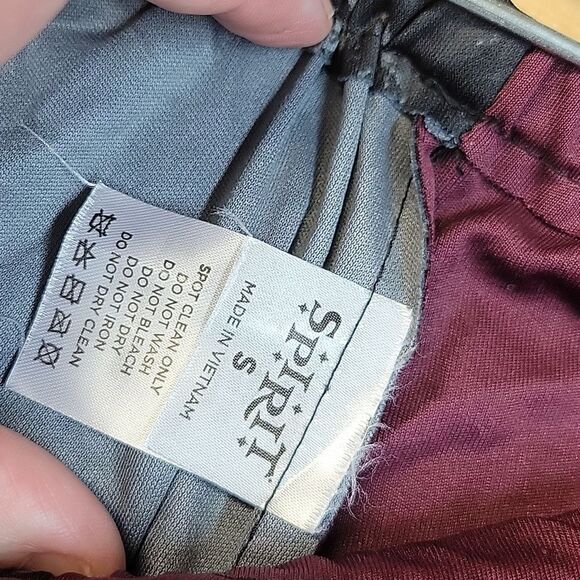 SPIRIT
S
MADE IN VIETNAM
SPOT CLEAN ONLY
DO NOT WASH
DO NOT BLEACH
DO NOT DRY
DO NOT IRON
DO NOT DRY CLEAN